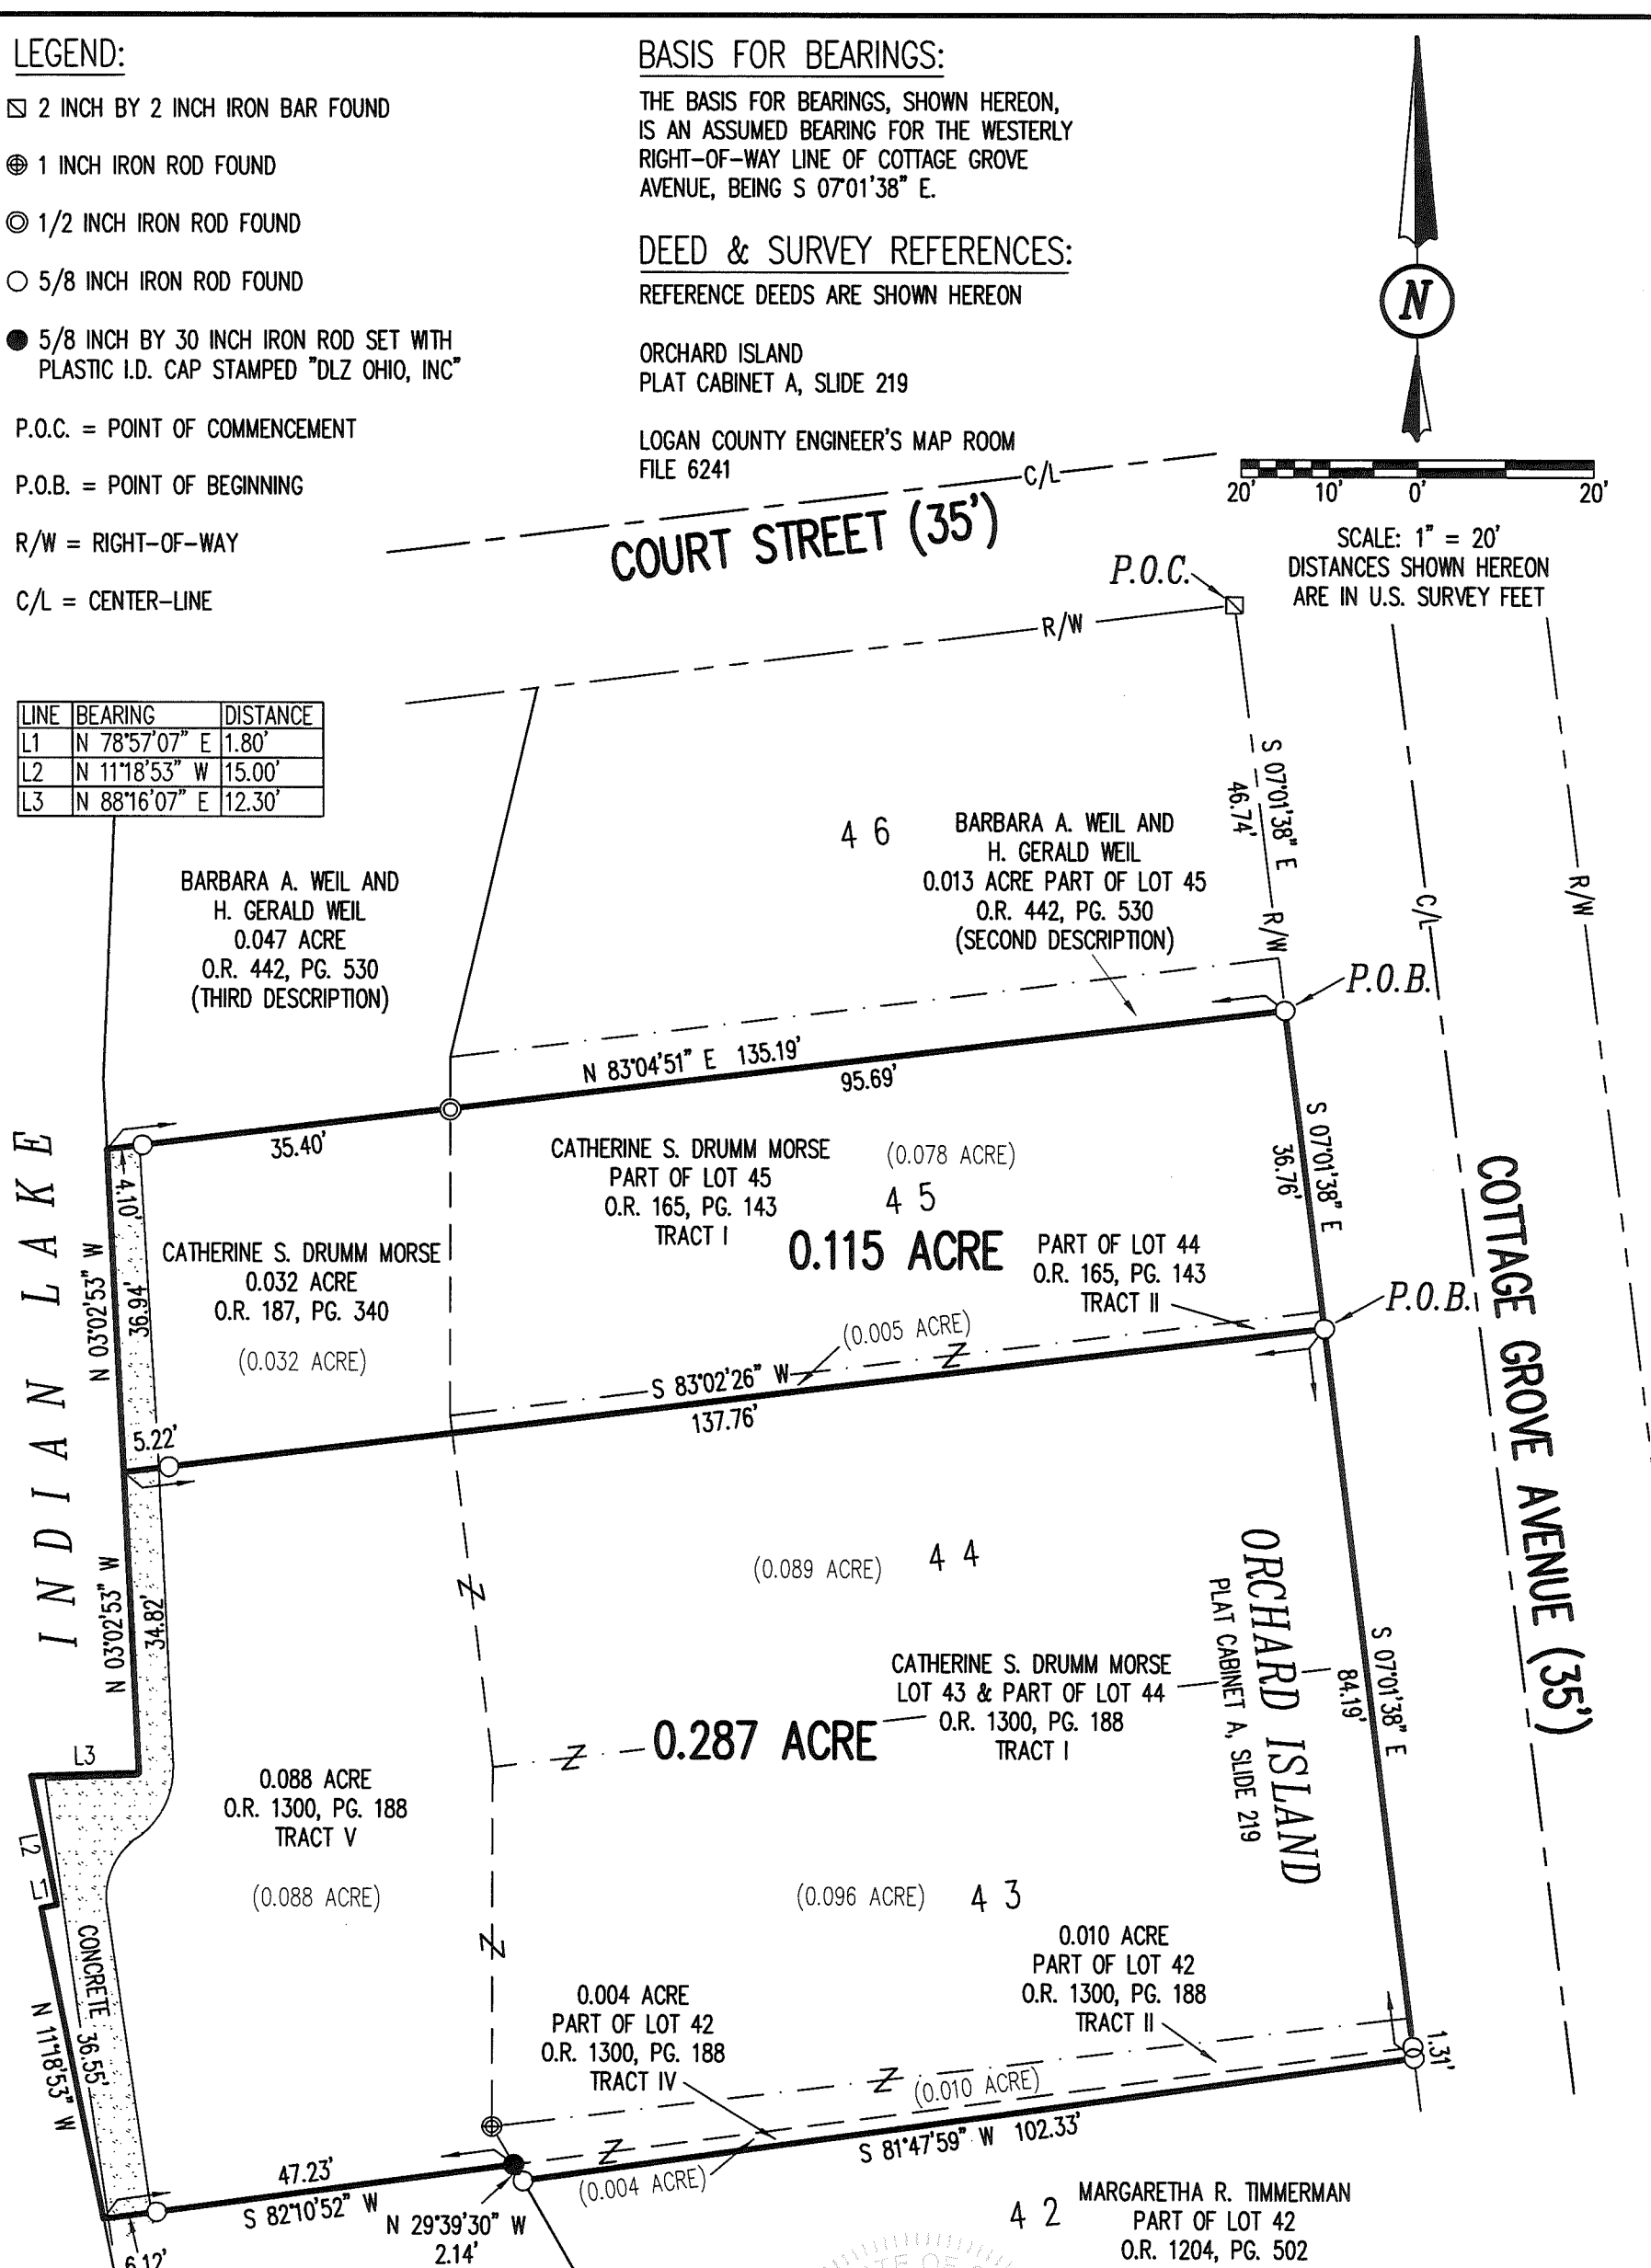 LEGEND:
2 INCH BY 2 INCH IRON BAR FOUND
1 INCH IRON ROD FOUND
1/2 INCH IRON ROD FOUND
5/8 INCH IRON ROD FOUND
5/8 INCH BY 30 INCH IRON ROD SET WITH
PLASTIC I.D. CAP STAMPED "DLZ OHIO, INC"
P.O.C. = POINT OF COMMENCEMENT
P.O.B. = POINT OF BEGINNING
R/W = RIGHT-OF-WAY
C/L = CENTER-LINE
BASIS FOR BEARINGS:
THE BASIS FOR BEARINGS, SHOWN HEREON,
IS AN ASSUMED BEARING FOR THE WESTERLY
RIGHT-OF-WAY LINE OF COTTAGE GROVE
AVENUE, BEING S 07°01'38" E.
DEED & SURVEY REFERENCES:
REFERENCE DEEDS ARE SHOWN HEREON
ORCHARD ISLAND
PLAT CABINET A, SLIDE 219
LOGAN COUNTY ENGINEER'S MAP ROOM
FILE 6241
N
20' 10' 0' 20'
SCALE: 1" = 20'
DISTANCES SHOWN HEREON
ARE IN U.S. SURVEY FEET
C/L
COURT STREET (35')
P.O.C.
R/W
LINE BEARING DISTANCE
L1 N 78°57'07" E 1.80'
L2 N 11°18'53" W 15.00'
L3 N 88°16'07" E 12.30'
S 07°01'38" E
46.74'
R/W
C/L
R/W
BARBARA A. WEIL AND
H. GERALD WEIL
0.047 ACRE
O.R. 442, PG. 530
(THIRD DESCRIPTION)
4 6
BARBARA A. WEIL AND
H. GERALD WEIL
0.013 ACRE PART OF LOT 45
O.R. 442, PG. 530
(SECOND DESCRIPTION)
P.O.B.
N 83°04'51" E 135.19'
95.69'
35.40'
4.10'
INDIAN LAKE
N 03°02'53" W
36.94'
CATHERINE S. DRUMM MORSE
0.032 ACRE
O.R. 187, PG. 340
(0.032 ACRE)
CATHERINE S. DRUMM MORSE
PART OF LOT 45
O.R. 165, PG. 143
TRACT I
(0.078 ACRE)
4 5
0.115 ACRE
PART OF LOT 44
O.R. 165, PG. 143
TRACT II
S 07°01'38" E
36.76'
P.O.B.
(0.005 ACRE)
S 83°02'26" W
137.76'
5.22'
COTTAGE GROVE AVENUE (35')
N 03°02'53" W
34.82'
(0.089 ACRE)
4 4
ORCHARD ISLAND
PLAT CABINET A, SLIDE 219
S 07°01'38" E
84.19'
CATHERINE S. DRUMM MORSE
LOT 43 & PART OF LOT 44
O.R. 1300, PG. 188
TRACT I
0.287 ACRE
L3
L2
L1
0.088 ACRE
O.R. 1300, PG. 188
TRACT V
(0.088 ACRE)
(0.096 ACRE)
4 3
CONCRETE
N 11°18'53" W
36.55'
0.004 ACRE
PART OF LOT 42
O.R. 1300, PG. 188
TRACT IV
0.010 ACRE
PART OF LOT 42
O.R. 1300, PG. 188
TRACT II
1.31'
(0.010 ACRE)
S 81°47'59" W 102.33'
(0.004 ACRE)
47.23'
S 82°10'52" W
N 29°39'30" W
2.14'
6.12'
4 2
MARGARETHA R. TIMMERMAN
PART OF LOT 42
O.R. 1204, PG. 502